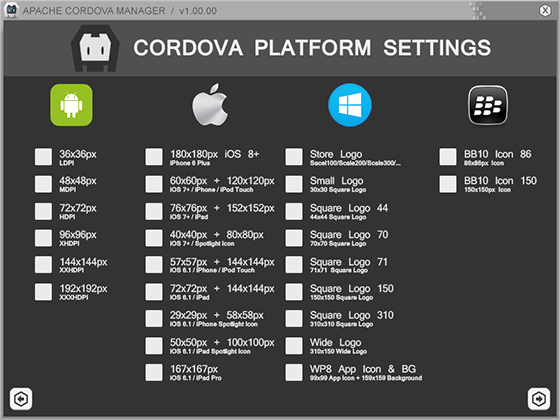 APACHE CORDOVA MANAGER / v1.00.00
CORDOVA PLATFORM SETTINGS
36x36px
LDPI
48x48px
MDPI
72x72px
HDPI
96x96px
XHDPI
144x144px
XXHDPI
192x192px
XXXHDPI
180x180px iOS 8+
iPhone 6 Plus
60x60px + 120x120px
iOS 7+ / iPhone / iPod Touch
76x76px + 152x152px
iOS 7+ / iPad
40x40px + 80x80px
iOS 7+ / Spotlight Icon
57x57px + 144x144px
iOS 6.1 / iPhone / iPod Touch
72x72px + 144x144px
iOS 6.1 / iPad
29x29px + 58x58px
iOS 6.1 / iPhone Spotlight Icon
50x50px + 100x100px
iOS 6.1 / iPad Spotlight Icon
167x167px
iOS 6.1 / iPad Pro
Store Logo
Sacel100/Scale200/Scale300/...
Small Logo
30x30 Square Logo
Square Logo 44
44x44 Square Logo
Square Logo 70
70x70 Square Logo
Square Logo 71
71x71 Square Logo
Square Logo 150
150x150 Square Logo
Square Logo 310
310x310 Square Logo
Wide Logo
310x150 Wide Logo
WP8 App Icon & BG
99x99 App Icon + 159x159 Background
BB10 Icon 86
86x86px Icon
BB10 Icon 150
150x150px Icon